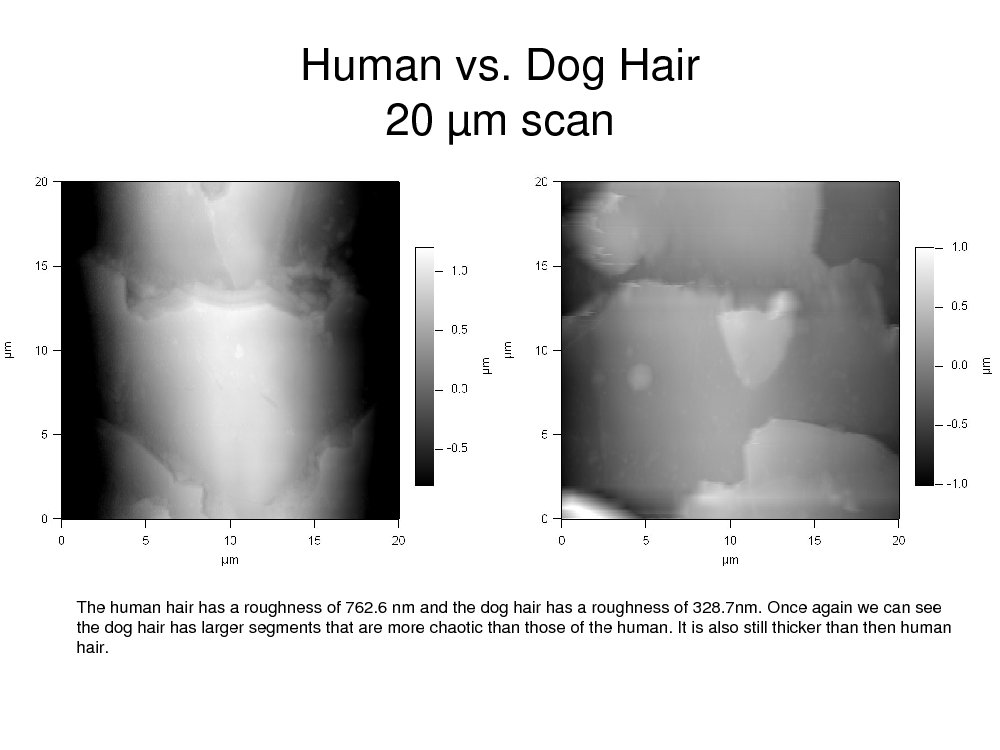 Human vs. Dog Hair
20 µm scan
20
15
10
5
0
µm
0
5
10
15
20
µm
1.0
0.5
0.0
-0.5
µm
20
15
10
5
0
µm
0
5
10
15
20
µm
1.0
0.5
0.0
-0.5
-1.0
µm
The human hair has a roughness of 762.6 nm and the dog hair has a roughness of 328.7nm. Once again we can see
the dog hair has larger segments that are more chaotic than those of the human. It is also still thicker than then human
hair.